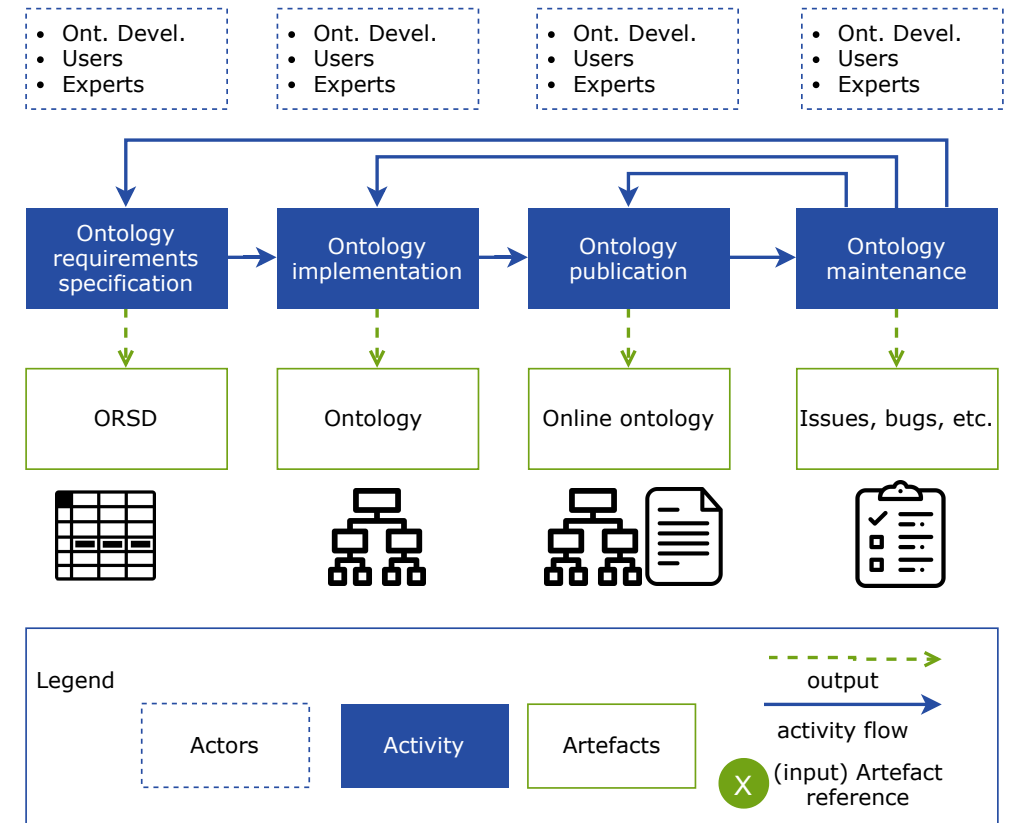 • Ont. Devel.
• Users
• Experts
• Ont. Devel.
• Users
• Experts
• Ont. Devel.
• Users
• Experts
• Ont. Devel.
• Users
• Experts
Ontology
requirements
specification
Ontology
implementation
Ontology
publication
Ontology
maintenance
ORSD
Ontology
Online ontology
Issues, bugs, etc.
Legend
Actors
Activity
Artefacts
output
activity flow
X
(input) Artefact
reference